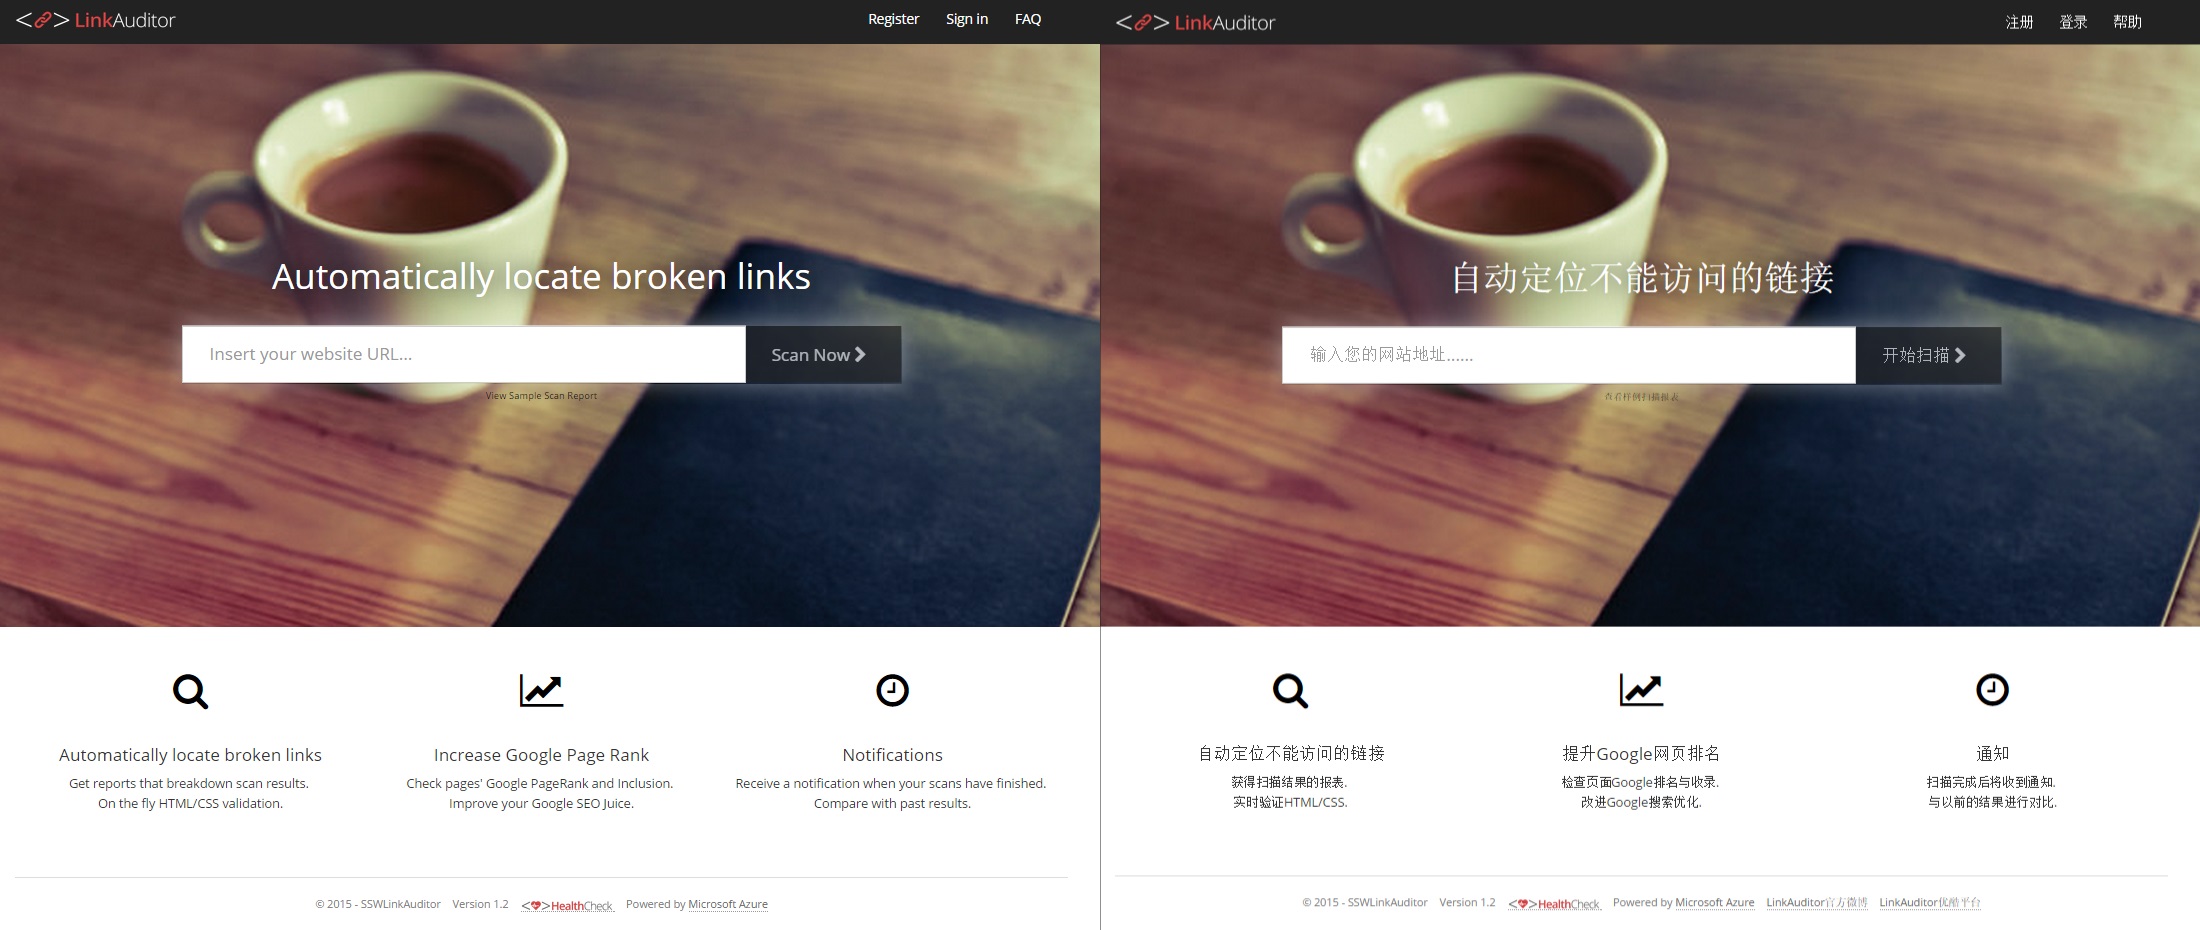 <> LinkAuditor
Register Sign in FAQ
Automatically locate broken links
Insert your website URL...
Scan Now
View Sample Scan Report
Automatically locate broken links
Get reports that breakdown scan results.
On the fly HTML/CSS validation.
Increase Google Page Rank
Check pages' Google PageRank and Inclusion.
Improve your Google SEO Juice.
Notifications
Receive a notification when your scans have finished.
Compare with past results.
© 2015 - SSWLinkAuditor Version 1.2 <>HealthCheck Powered by Microsoft Azure
<> LinkAuditor
注册 登录 帮助
自动定位不能访问的链接
输入您的网站地址......
开始扫描
查看样例扫描报表
自动定位不能访问的链接
获得扫描结果的报表.
实时验证HTML/CSS.
提升Google网页排名
检查页面Google排名与收录.
改进Google搜索优化.
通知
扫描完成后将收到通知.
与以前的结果进行对比.
© 2015 - SSWLinkAuditor Version 1.2 <>HealthCheck Powered by Microsoft Azure LinkAuditor官方微博 LinkAuditor优酷平台